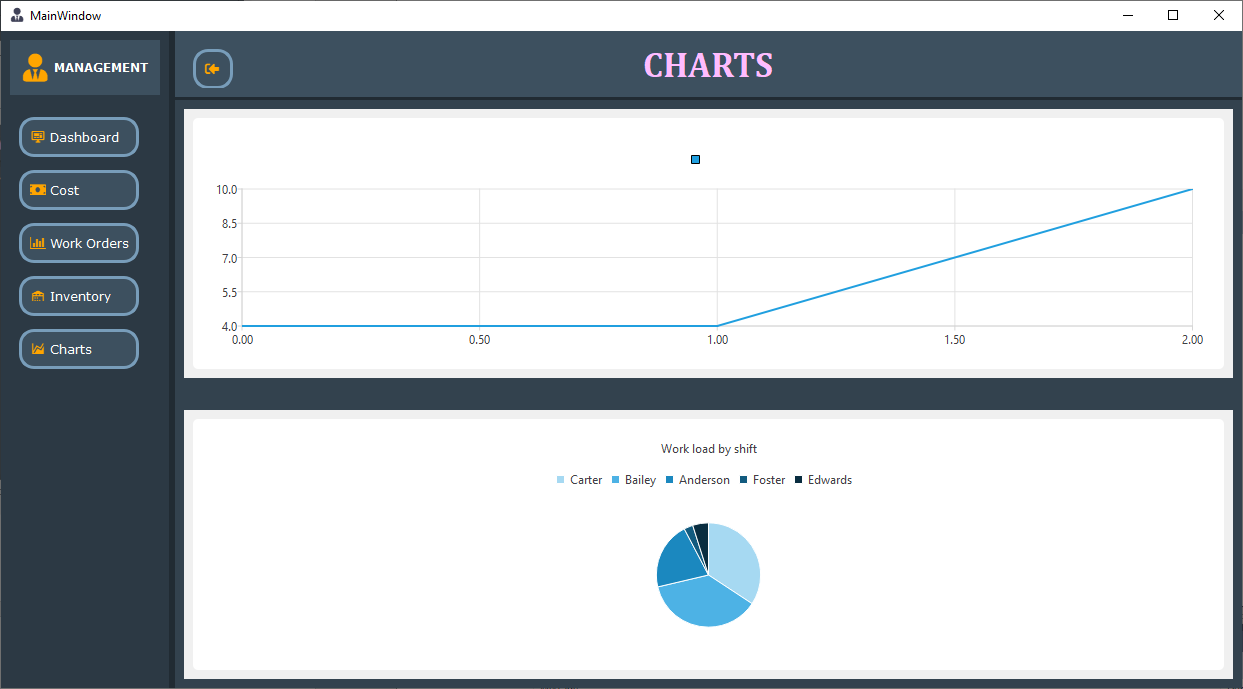 MainWindow
MANAGEMENT
Dashboard
Cost
Work Orders
Inventory
Charts
CHARTS
10.0
8.5
7.0
5.5
4.0
0.00 0.50 1.00 1.50 2.00
Work load by shift
Carter Bailey Anderson Foster Edwards